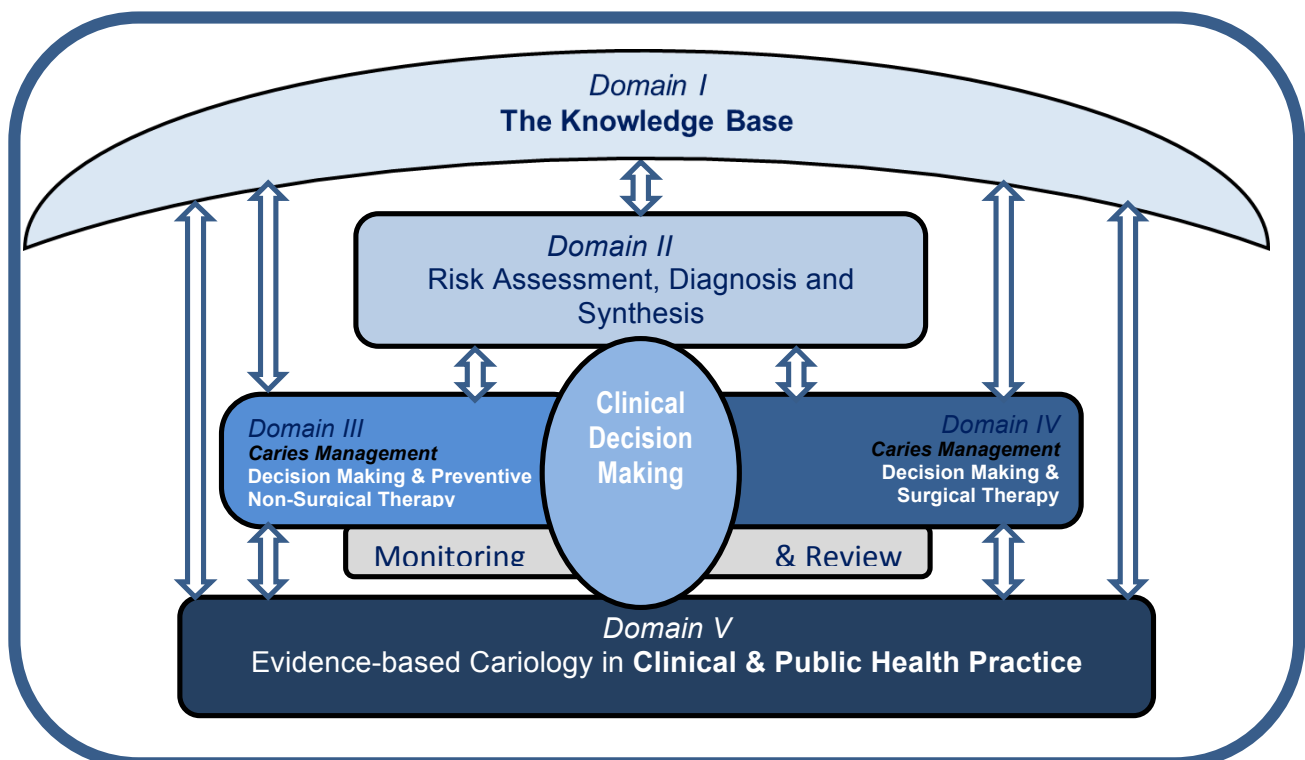 Domain I
The Knowledge Base
Domain II
Risk Assessment, Diagnosis and
Synthesis
Clinical
Decision
Making
Domain III
Caries Management
Decision Making & Preventive
Non-Surgical Therapy
Domain IV
Caries Management
Decision Making &
Surgical Therapy
Monitoring & Review
Domain V
Evidence-based Cariology in Clinical & Public Health Practice